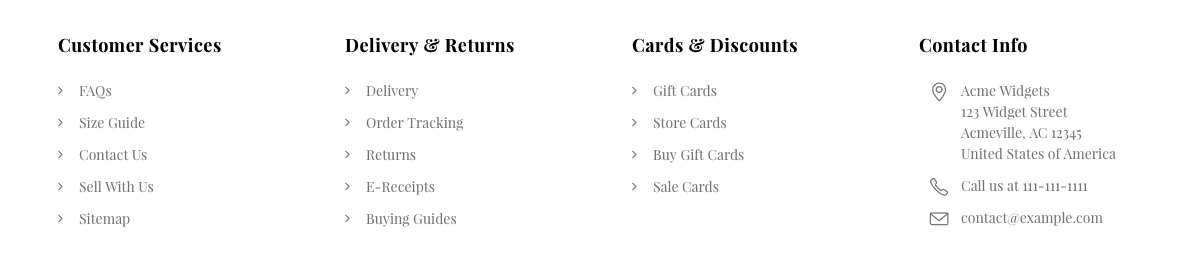 Customer Services
FAQs
Size Guide
Contact Us
Sell With Us
Sitemap
Delivery & Returns
Delivery
Order Tracking
Returns
E-Receipts
Buying Guides
Cards & Discounts
Gift Cards
Store Cards
Buy Gift Cards
Sale Cards
Contact Info
Acme Widgets
123 Widget Street
Acmeville, AC 12345
United States of America
Call us at 111-111-1111
contact@example.com